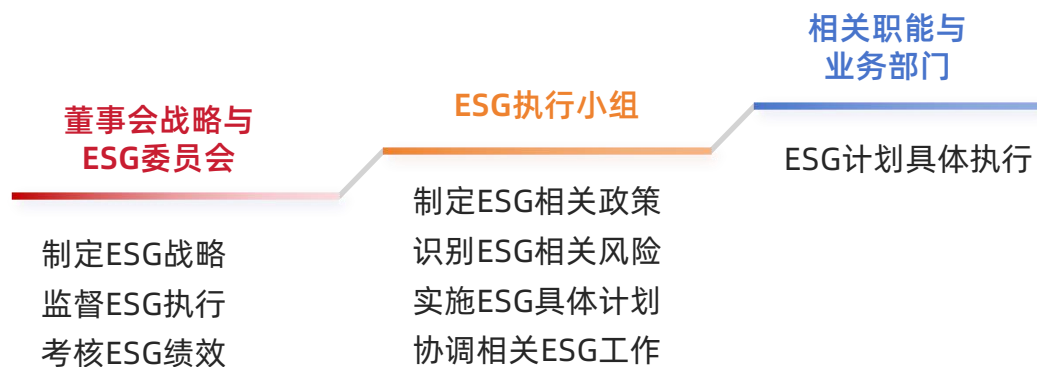 董事会战略与
ESG委员会
制定ESG战略
监督ESG执行
考核ESG绩效
ESG执行小组
制定ESG相关政策
识别ESG相关风险
实施ESG具体计划
协调相关ESG工作
相关职能与
业务部门
ESG计划具体执行